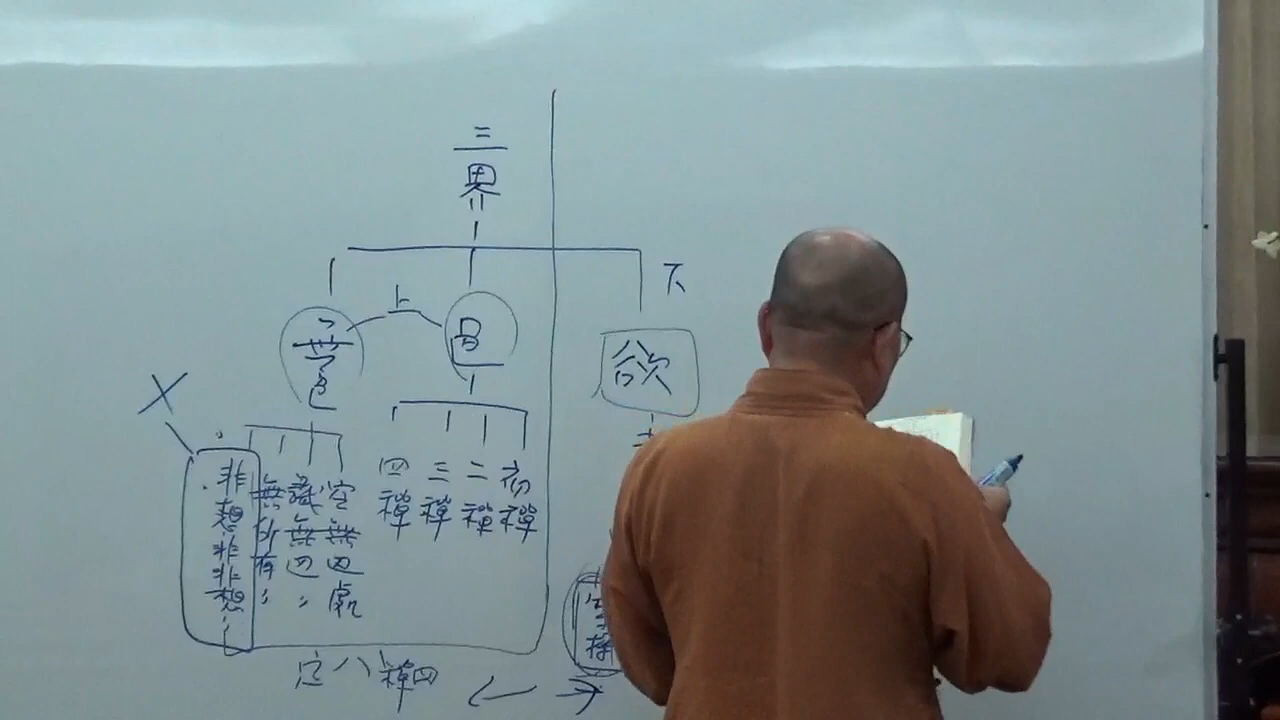 三界
下
欲
上
色
無色
初禪
二禪
三禪
四禪
空無邊處
識無邊〃
無所有〃
非想非非想〃
四禪八定